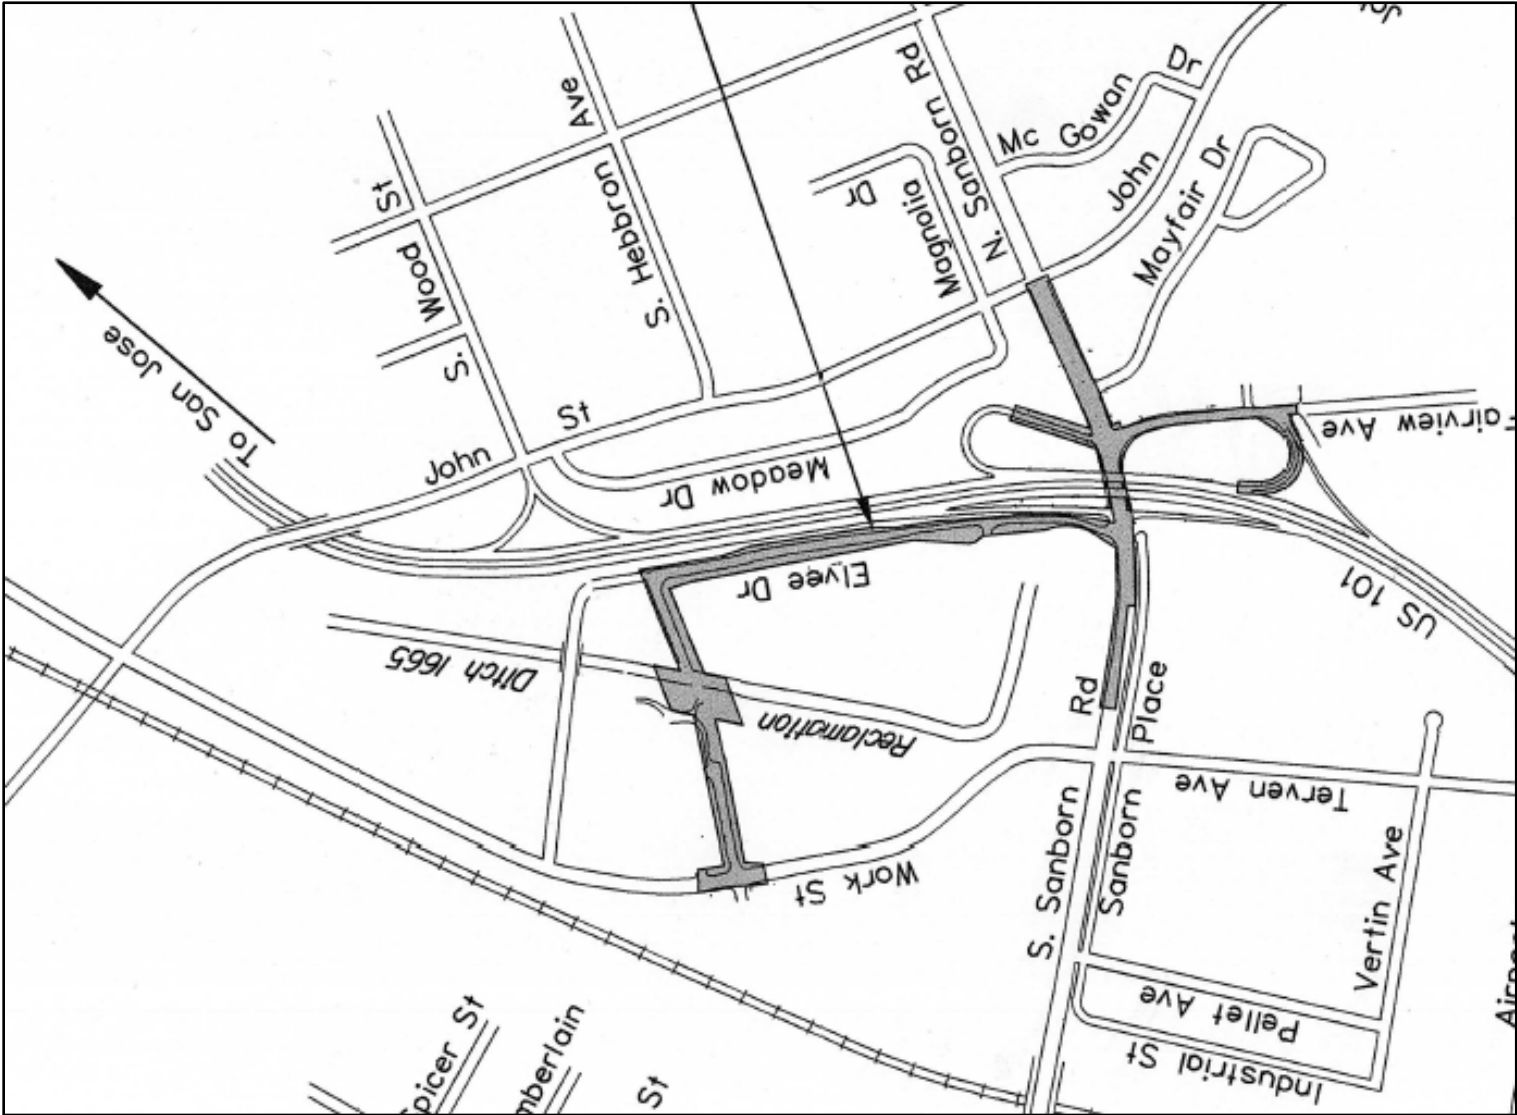 Ave
N. Sanborn Rd
Mc Gowan Dr
John
Mayfair Dr
Magnolia
Dr
S. Hebbron
St
S. Wood
To San Jose
John St
Meadow Dr
Fairview Ave
US 101
Elvee Dr
Ditch 1665
Reclamation
Rd
Place
Terven Ave
Work St
S. Sanborn
Sanborn
Vertin Ave
Pellet Ave
Industrial St
Spicer St
St